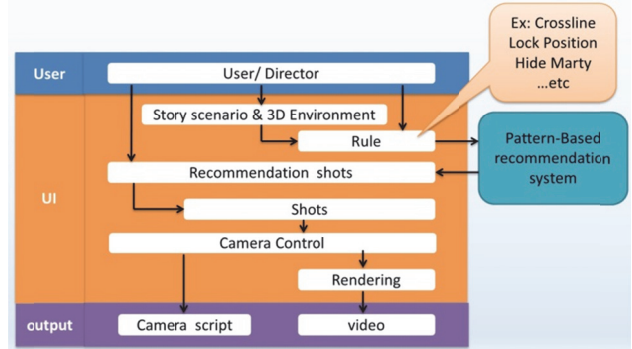 Ex: Crossline
Lock Position
Hide Marty
...etc
User
User/ Director
Story scenario & 3D Environment
Rule
Pattern-Based
recommendation
system
Recommendation shots
UI
Shots
Camera Control
Rendering
output
Camera script
video